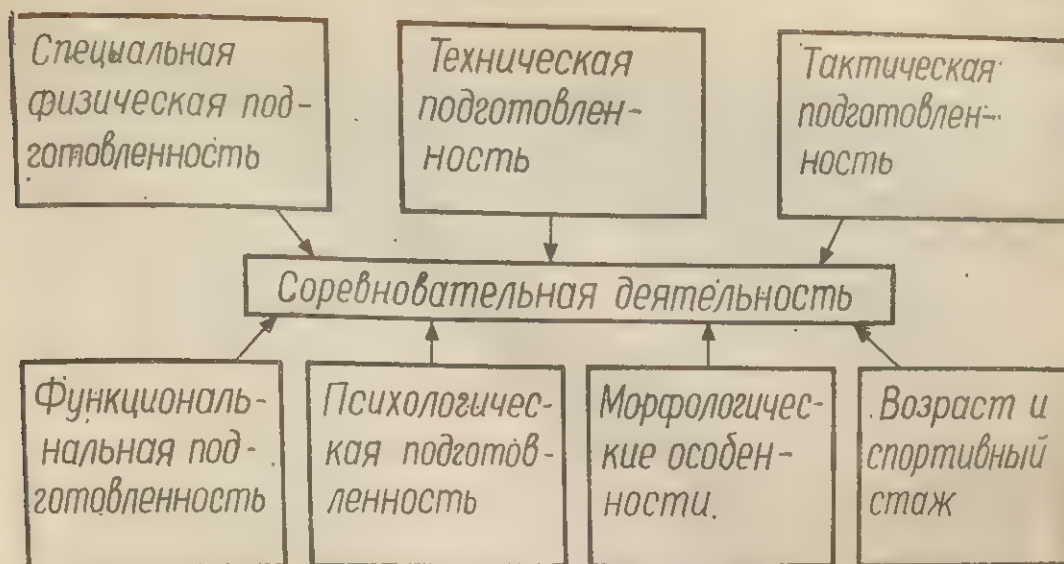 Специальная
физическая под-
готовленность
Техническая
подготовлен-
ность
Тактическая
подготовлен-
ность
Соревновательная деятельность
Функциональ-
нальная под-
готовленность
Психологичес-
кая подготов-
ленность
Морфологичес-
кие особен-
ности.
Возраст и
спортивный
стаж